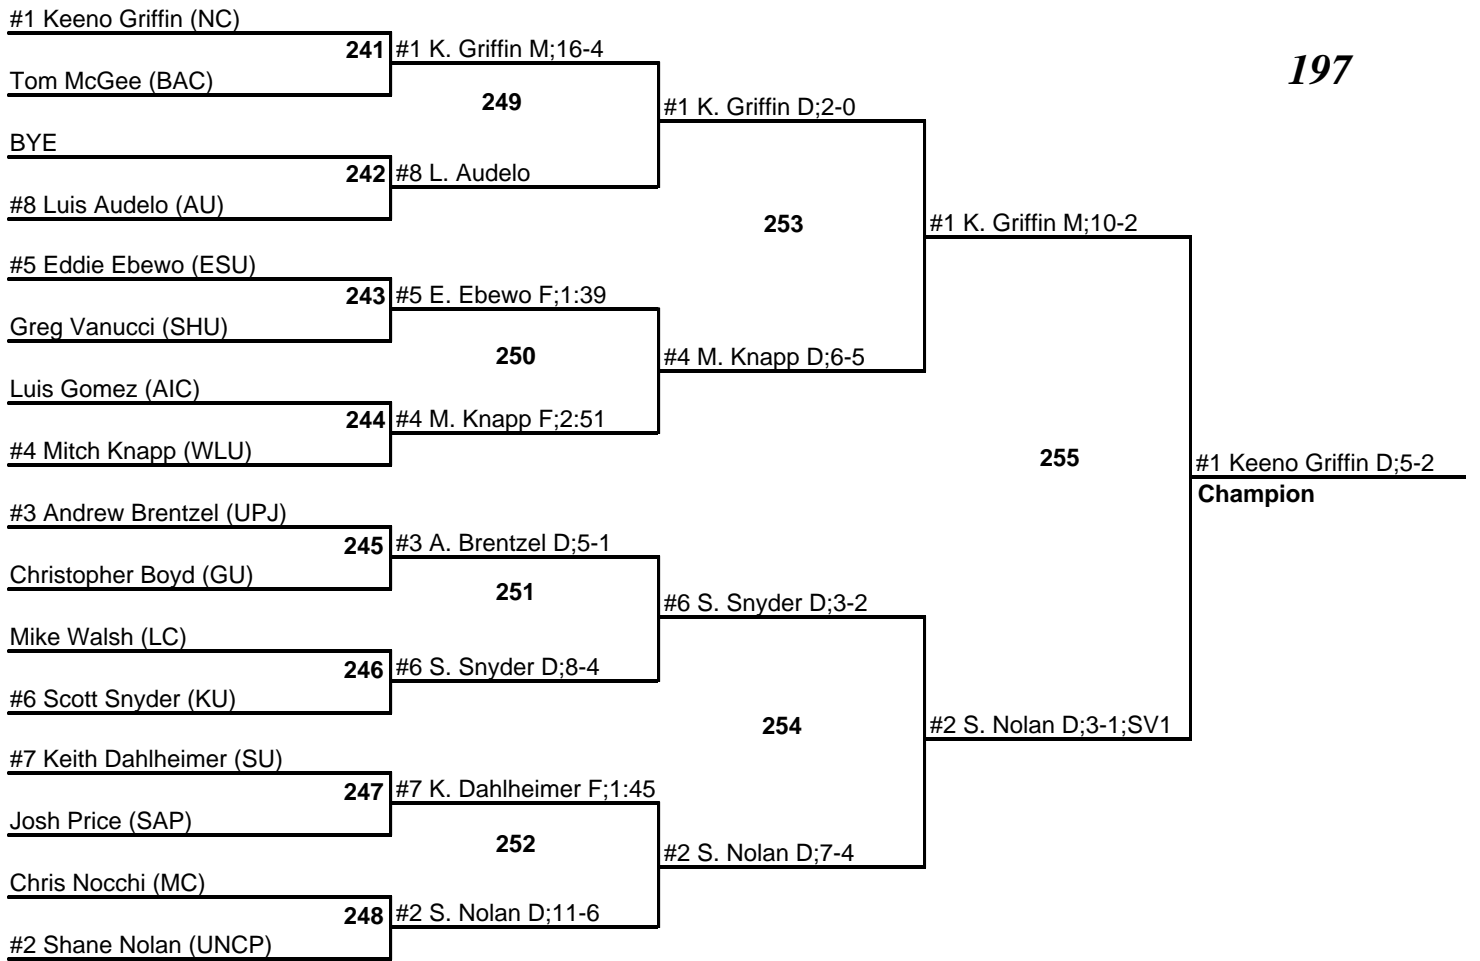 #1 Keeno Griffin (NC)
241 #1 K. Griffin M;16-4
197
Tom McGee (BAC)
249
#1 K. Griffin D;2-0
BYE
242 #8 L. Audelo
#8 Luis Audelo (AU)
253
#1 K. Griffin M;10-2
#5 Eddie Ebewo (ESU)
243 #5 E. Ebewo F;1:39
Greg Vanucci (SHU)
250
#4 M. Knapp D;6-5
Luis Gomez (AIC)
244 #4 M. Knapp F;2:51
#4 Mitch Knapp (WLU)
255
#1 Keeno Griffin D;5-2
Champion
#3 Andrew Brentzel (UPJ)
245 #3 A. Brentzel D;5-1
Christopher Boyd (GU)
251
#6 S. Snyder D;3-2
Mike Walsh (LC)
246 #6 S. Snyder D;8-4
#6 Scott Snyder (KU)
254
#2 S. Nolan D;3-1;SV1
#7 Keith Dahlheimer (SU)
247 #7 K. Dahlheimer F;1:45
Josh Price (SAP)
252
#2 S. Nolan D;7-4
Chris Nocchi (MC)
248 #2 S. Nolan D;11-6
#2 Shane Nolan (UNCP)